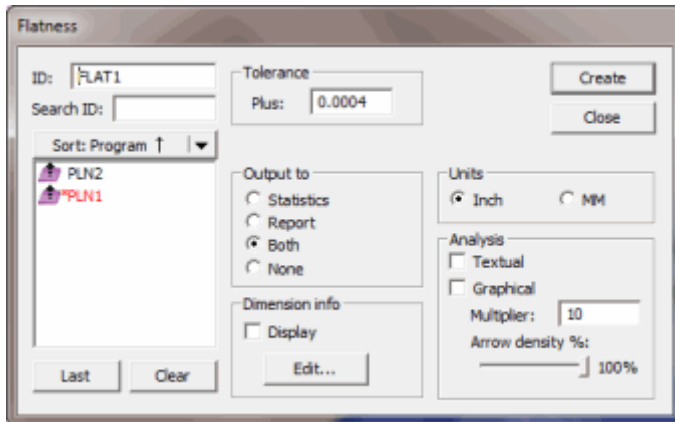 Flatness
ID: FLAT1
Search ID:
Sort: Program ↑
PLN2
*PLN1
Last
Clear
Tolerance
Plus: 0.0004
Output to
Statistics
Report
Both
None
Dimension info
Display
Edit...
Create
Close
Units
Inch
MM
Analysis
Textual
Graphical
Multiplier: 10
Arrow density %:
100%